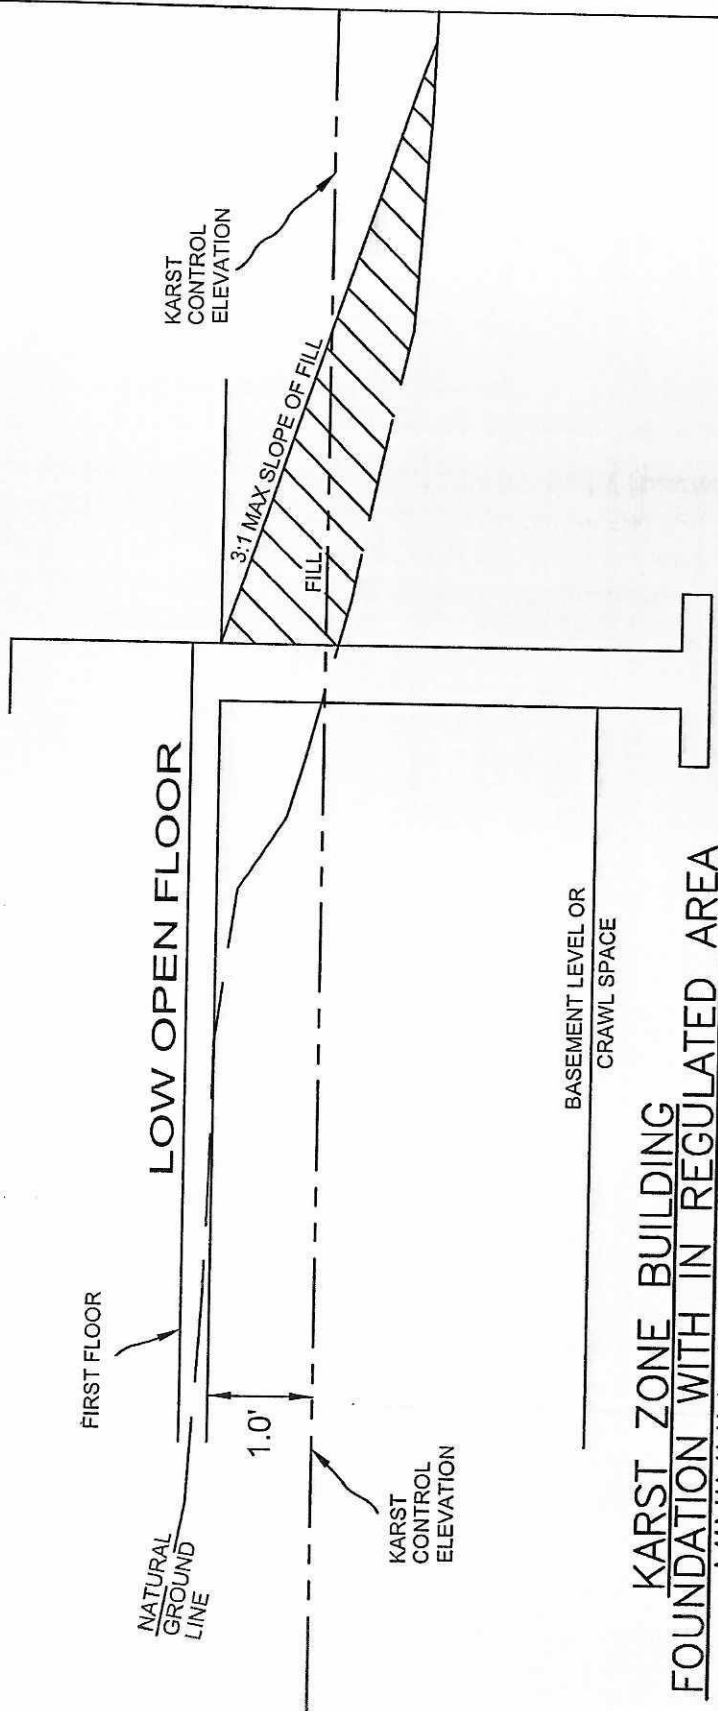 LOW OPEN FLOOR
FIRST FLOOR
NATURAL
GROUND
LINE
1.0'
KARST
CONTROL
ELEVATION
KARST
CONTROL
ELEVATION
3:1 MAX SLOPE OF FILL
FILL
BASEMENT LEVEL OR
CRAWL SPACE
KARST ZONE BUILDING
FOUNDATION WITH IN REGULATED AREA